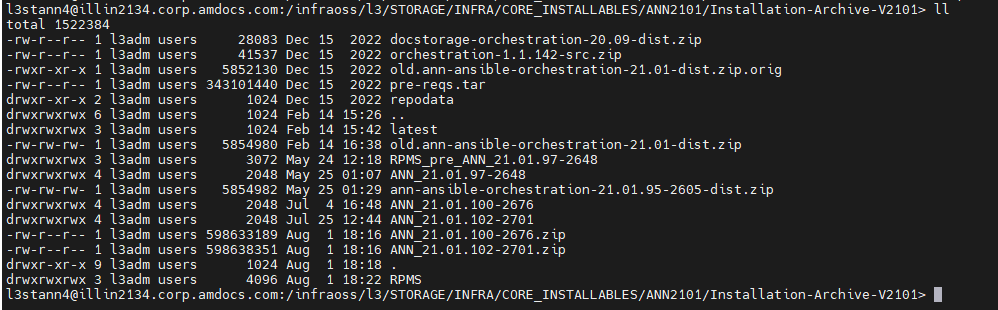 l3stann4@illin2134.corp.amdocs.com:/infraoss/l3/STORAGE/INFRA/CORE_INSTALLABLES/ANN2101/Installation-Archive-V2101> ll
total 1522384
-rw-r--r-- 1 l3adm users     28083 Dec 15  2022 docstorage-orchestration-20.09-dist.zip
-rw-r--r-- 1 l3adm users     41537 Dec 15  2022 orchestration-1.1.142-src.zip
-rwxr-xr-x 1 l3adm users   5852130 Dec 15  2022 old.ann-ansible-orchestration-21.01-dist.zip.orig
-rw-r--r-- 1 l3adm users 343101440 Dec 15  2022 pre-reqs.tar
drwxr-xr-x 2 l3adm users      1024 Dec 15  2022 repodata
drwxrwxrwx 6 l3adm users      1024 Feb 14 15:26 ..
drwxrwxrwx 3 l3adm users      1024 Feb 14 15:42 latest
-rw-rw-rw- 1 l3adm users   5854980 Feb 14 16:38 old.ann-ansible-orchestration-21.01-dist.zip
drwxrwxrwx 3 l3adm users      3072 May 24 12:18 RPMS_pre_ANN_21.01.97-2648
drwxrwxrwx 4 l3adm users      2048 May 25 01:07 ANN_21.01.97-2648
-rw-rw-rw- 1 l3adm users   5854982 May 25 01:29 ann-ansible-orchestration-21.01.95-2605-dist.zip
drwxrwxrwx 4 l3adm users      2048 Jul  4 16:48 ANN_21.01.100-2676
drwxrwxrwx 4 l3adm users      2048 Jul 25 12:44 ANN_21.01.102-2701
-rw-r--r-- 1 l3adm users 598633189 Aug  1 18:16 ANN_21.01.100-2676.zip
-rw-r--r-- 1 l3adm users 598638351 Aug  1 18:16 ANN_21.01.102-2701.zip
drwxr-xr-x 9 l3adm users      1024 Aug  1 18:18 .
drwxrwxrwx 3 l3adm users      4096 Aug  1 18:22 RPMS
l3stann4@illin2134.corp.amdocs.com:/infraoss/l3/STORAGE/INFRA/CORE_INSTALLABLES/ANN2101/Installation-Archive-V2101>